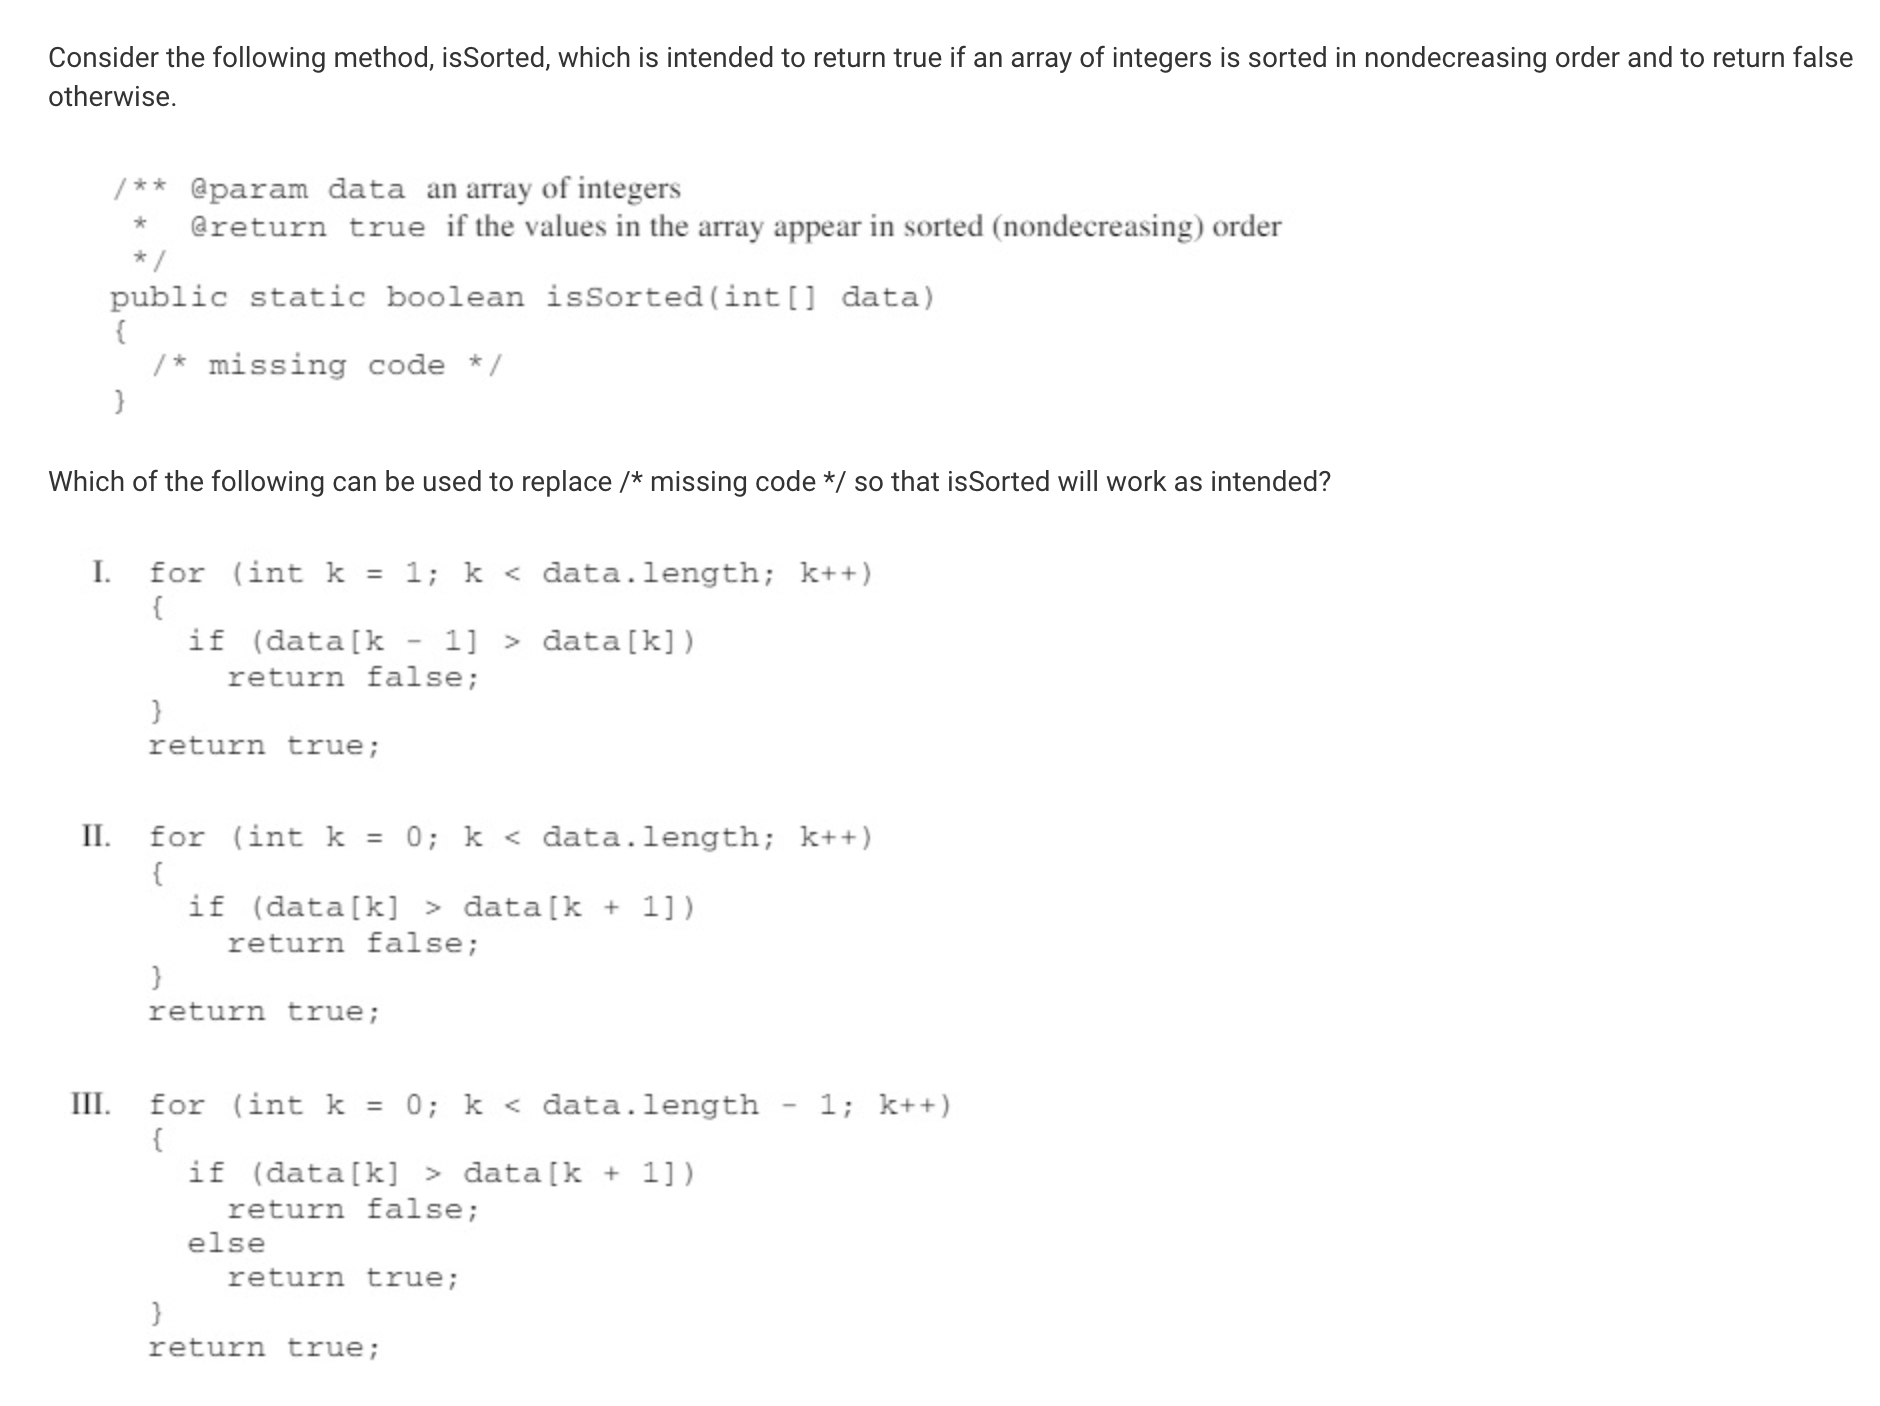 Consider the following method, isSorted, which is intended to return true if an array of integers is sorted in nondecreasing order and to return false
otherwise.
/** @param data an array of integers
* @return true if the values in the array appear in sorted (nondecreasing) order
*/
public static boolean isSorted(int[] data)
{
/* missing code */
}
Which of the following can be used to replace /* missing code */ so that isSorted will work as intended?
I. for (int k = 1; k < data.length; k++)
{
if (data[k - 1] > data[k])
return false;
}
return true;
II. for (int k = 0; k < data.length; k++)
{
if (data[k] > data[k + 1])
return false;
}
return true;
III. for (int k = 0; k < data.length - 1; k++)
{
if (data[k] > data[k + 1])
return false;
else
return true;
}
return true;